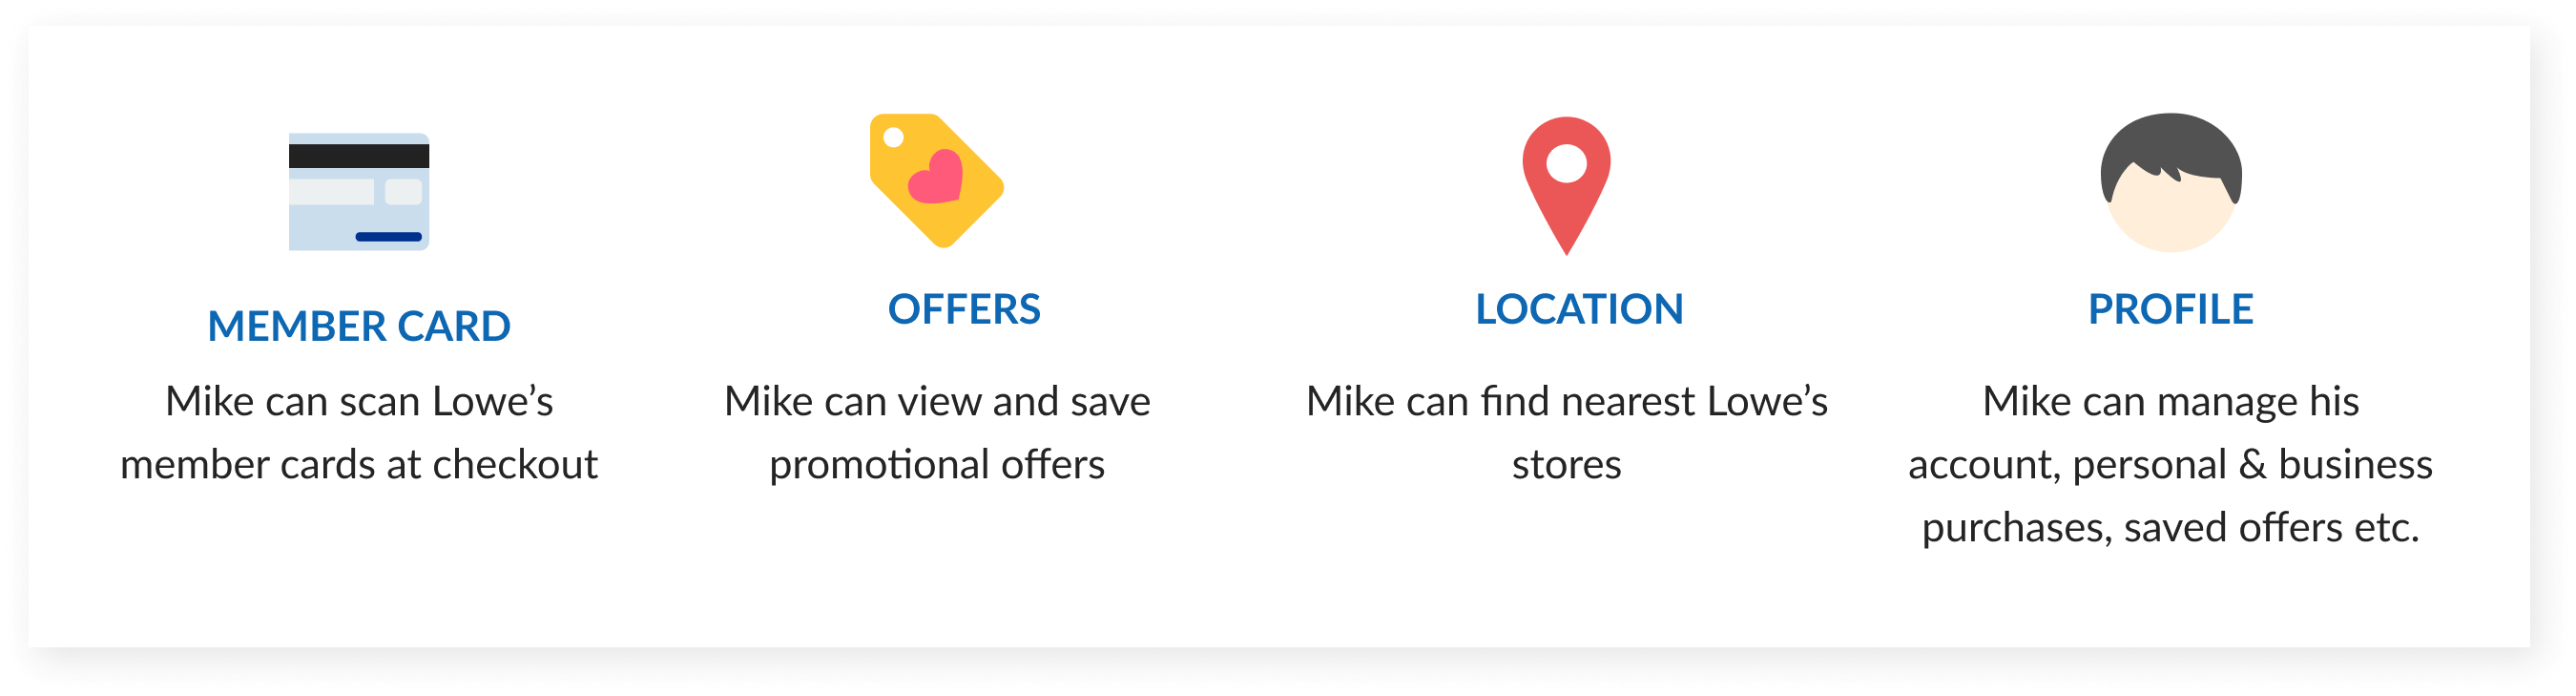 MEMBER CARD
Mike can scan Lowe’s
member cards at checkout
OFFERS
Mike can view and save
promotional offers
LOCATION
Mike can find nearest Lowe’s
stores
PROFILE
Mike can manage his
account, personal & business
purchases, saved offers etc.